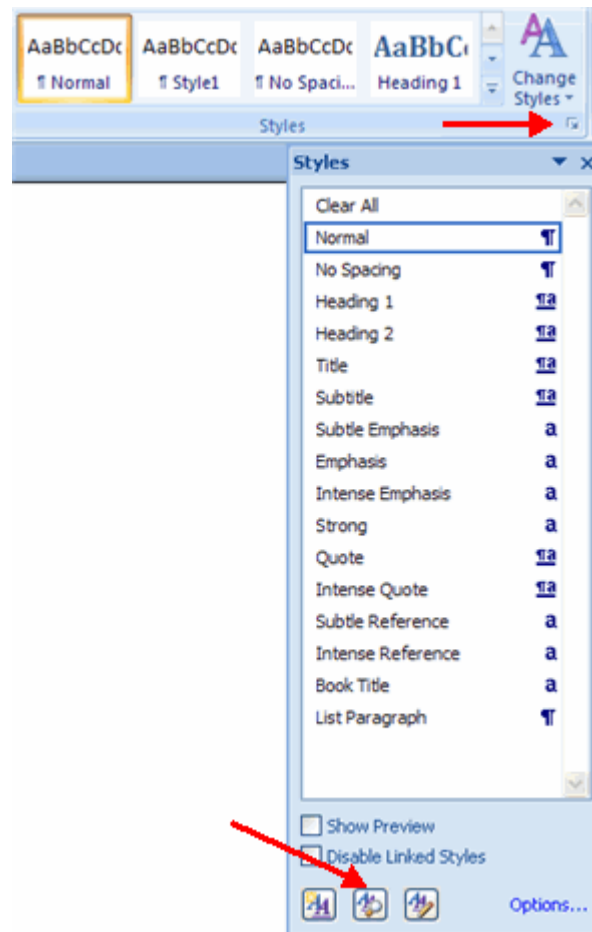 AaBbCcDc AaBbCcDc AaBbCcDc AaBbC
¶ Normal ¶ Style1 ¶ No Spaci... Heading 1
Change
Styles
Styles
Styles
Clear All
Normal ¶
No Spacing ¶
Heading 1 ¶a
Heading 2 ¶a
Title ¶a
Subtitle ¶a
Subtle Emphasis a
Emphasis a
Intense Emphasis a
Strong a
Quote ¶a
Intense Quote ¶a
Subtle Reference a
Intense Reference a
Book Title a
List Paragraph ¶
Show Preview
Disable Linked Styles
Options...